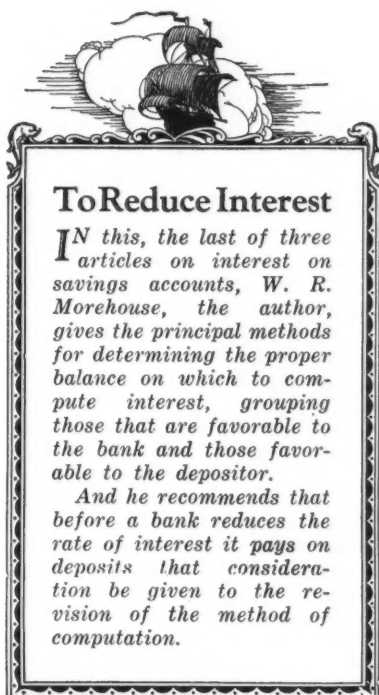 To Reduce Interest
IN this, the last of three
articles on interest on
savings accounts, W. R.
Morehouse, the author,
gives the principal methods
for determining the proper
balance on which to com-
pute interest, grouping
those that are favorable to
the bank and those favor-
able to the depositor.
And he recommends that
before a bank reduces the
rate of interest it pays on
deposits that considera-
tion be given to the re-
vision of the method of
computation.